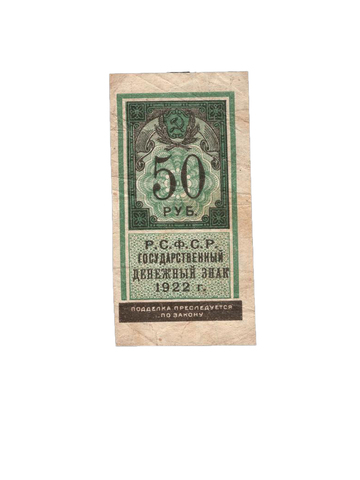 50
РУБ.
Р.С.Ф.С.Р.
ГОСУДАРСТВЕННЫЙ
ДЕНЕЖНЫЙ ЗНАК
1922 г.
ПОДДЕЛКА ПРЕСЛЕДУЕТСЯ
ПО ЗАКОНУ